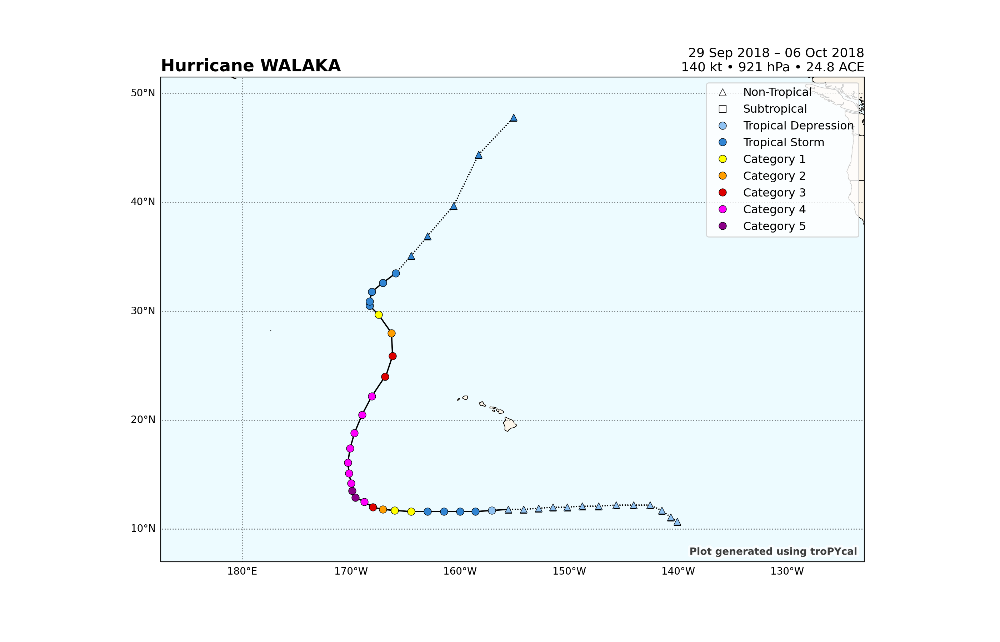 Hurricane WALAKA
29 Sep 2018 – 06 Oct 2018
140 kt • 921 hPa • 24.8 ACE
50°N
40°N
30°N
20°N
10°N
180°E
170°W
160°W
150°W
140°W
130°W
Non-Tropical
Subtropical
Tropical Depression
Tropical Storm
Category 1
Category 2
Category 3
Category 4
Category 5
Plot generated using troPYcal